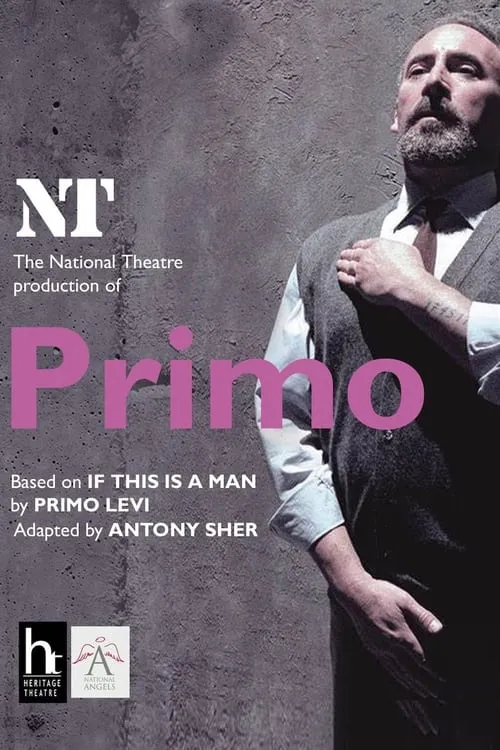 NT
The National Theatre
production of
Primo
Based on IF THIS IS A MAN
by PRIMO LEVI
Adapted by ANTONY SHER
ht
HERITAGE
THEATRE
A
NATIONAL
ANGELS